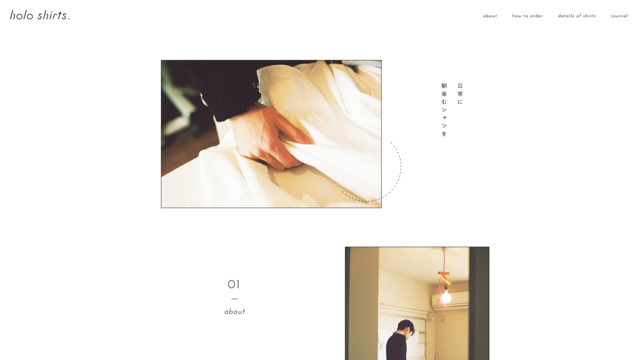 holo shirts.
about
how to order
details of shirts
journal
日常に
馴染むシャツを
01
about